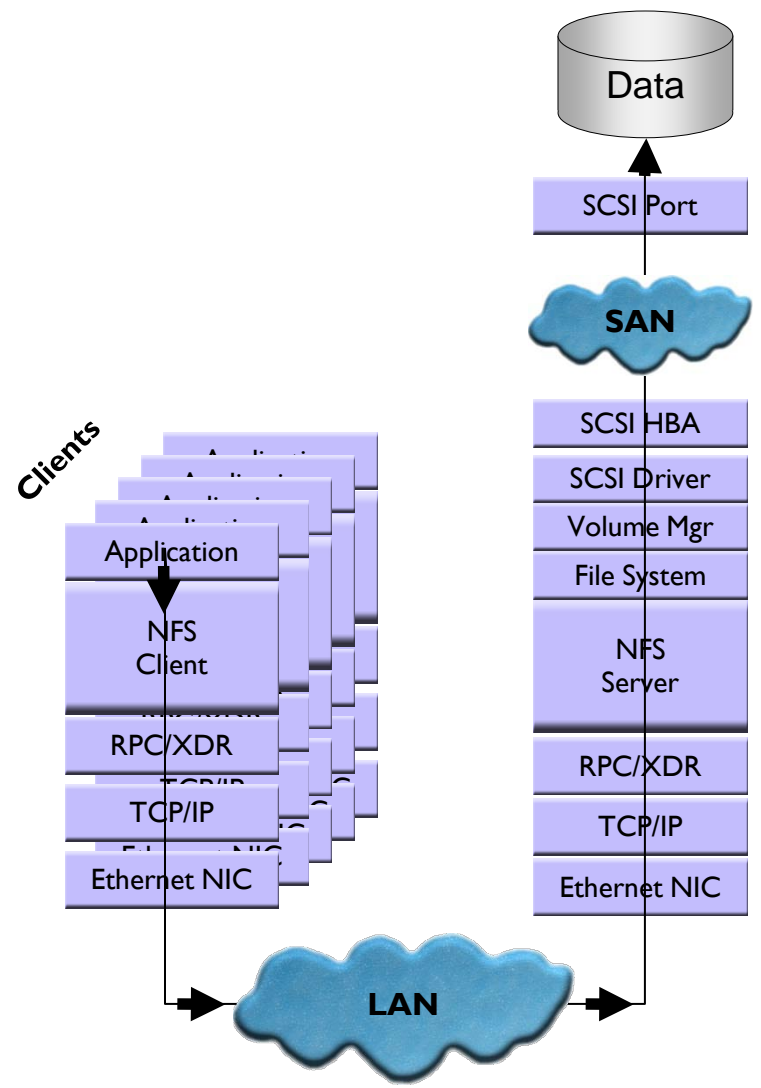 Data
SCSI Port
SAN
SCSI HBA
SCSI Driver
Volume Mgr
File System
NFS
Server
RPC/XDR
TCP/IP
Ethernet NIC
Clients
Application
NFS
Client
RPC/XDR
TCP/IP
Ethernet NIC
LAN